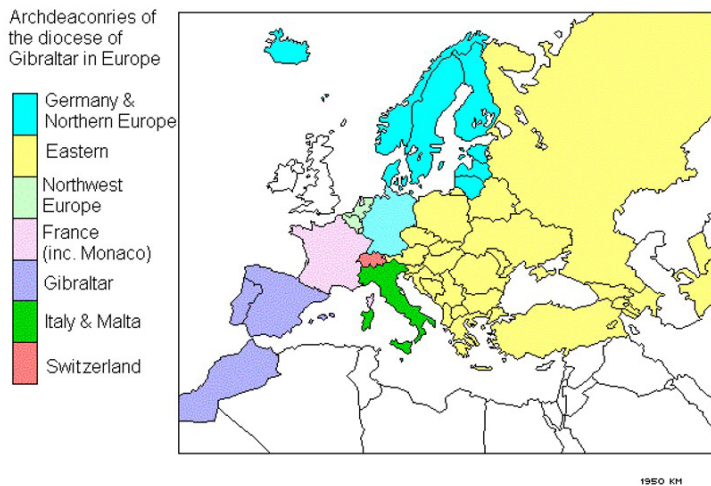 Archdeaconries of
the diocese of
Gibraltar in Europe
Germany &
Northern Europe
Eastern
Northwest
Europe
France
(inc. Monaco)
Gibraltar
Italy & Malta
Switzerland
1950 KM